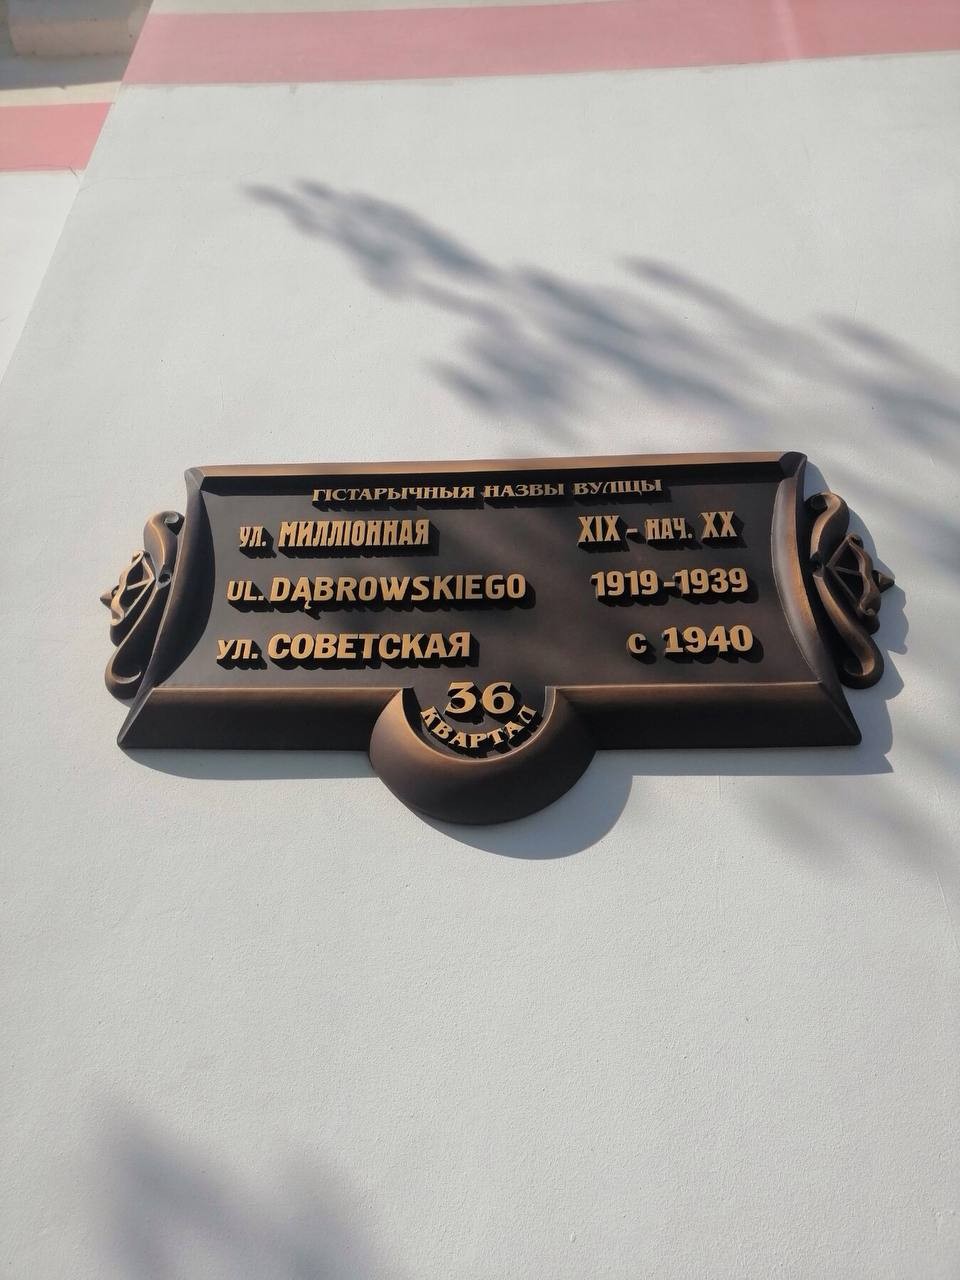 ГІСТАРЫЧНЫЯ НАЗВЫ ВУЛІЦЫ
УЛ. МИЛЛІОННАЯ XIX - НАЧ. XX
UL. DĄBROWSKIEGO 1919-1939
УЛ. СОВЕТСКАЯ С 1940
36
КВАРТАЛ